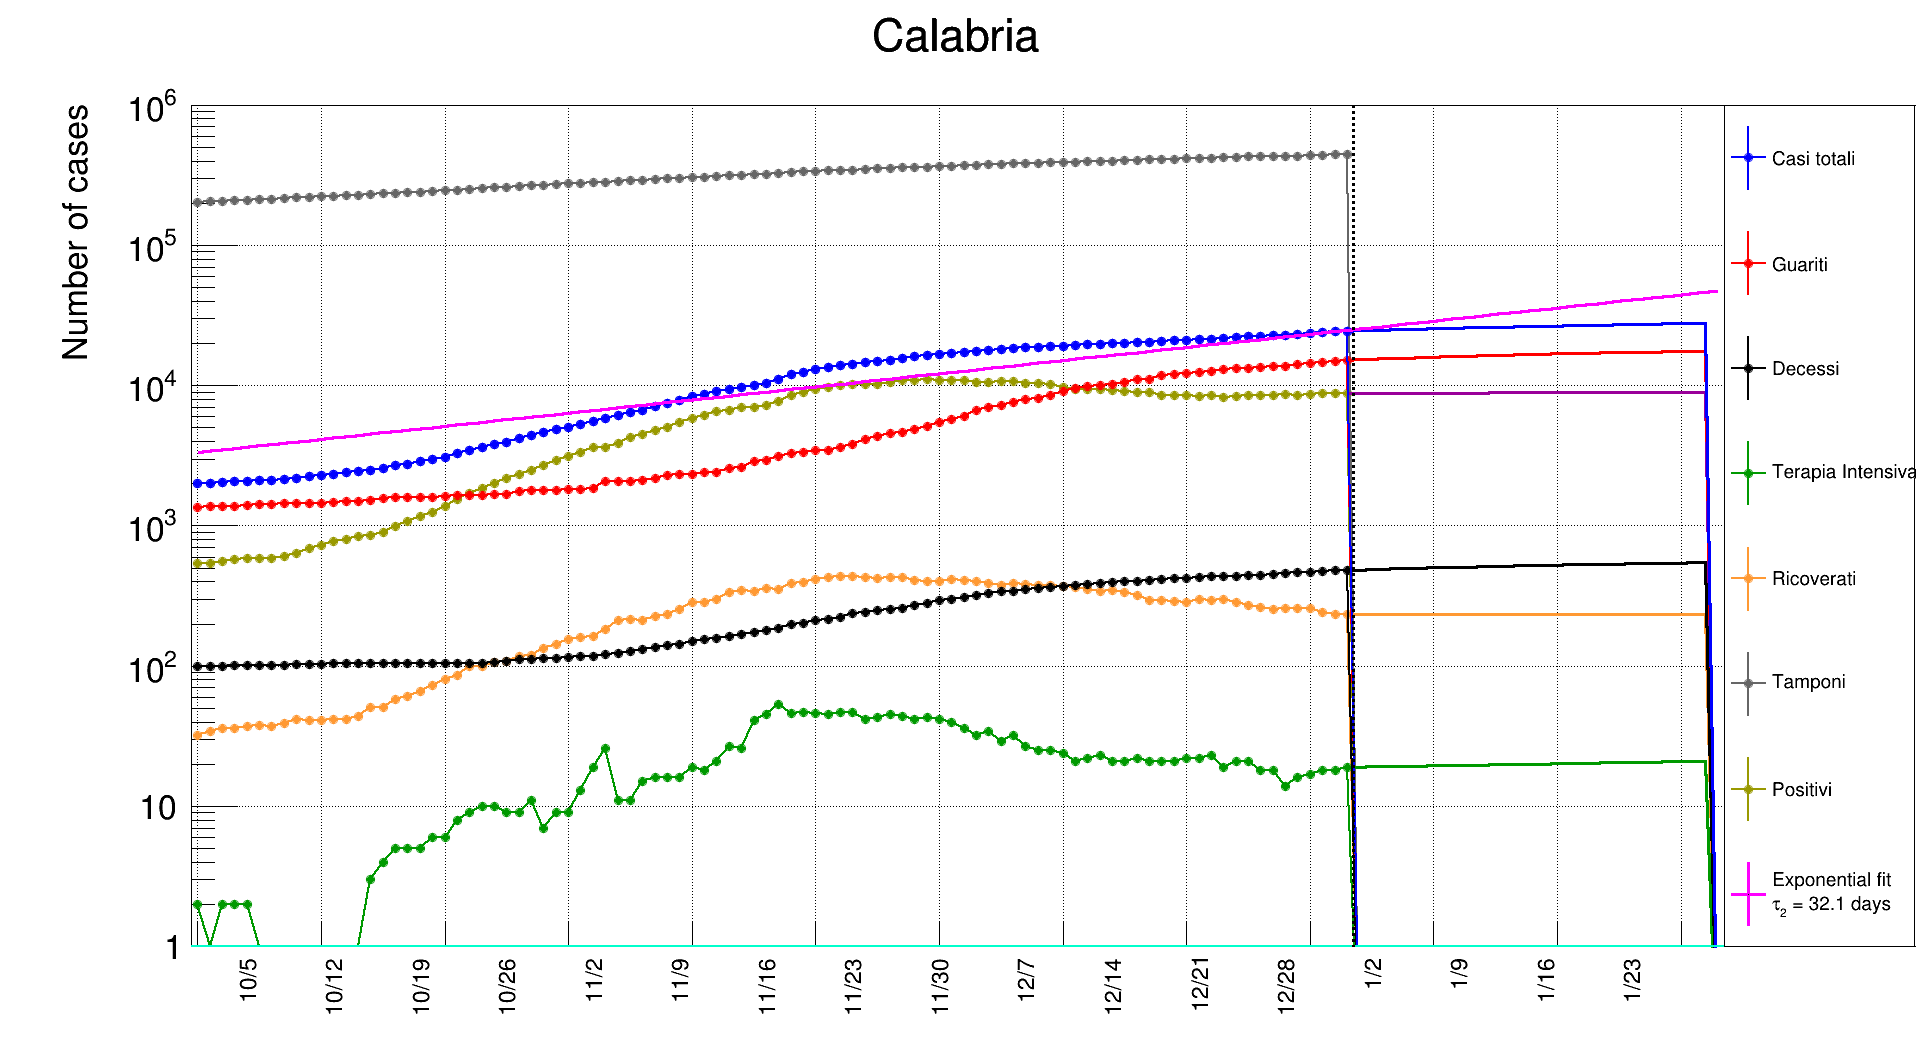 Calabria
Number of cases
10^6
10^5
10^4
10^3
10^2
10
1
10/5 10/12 10/19 10/26 11/2 11/9 11/16 11/23 11/30 12/7 12/14 12/21 12/28 1/2 1/9 1/16 1/23
Casi totali
Guariti
Decessi
Terapia Intensiva
Ricoverati
Tamponi
Positivi
Exponential fit
τ_2 = 32.1 days